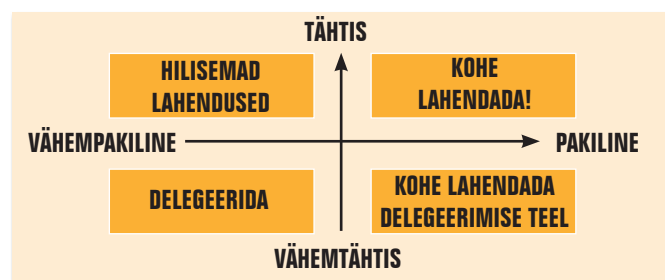 TÄHTIS
HILISEMAD
LAHENDUSED
KOHE
LAHENDADA!
VÄHEMPAKILINE
PAKILINE
DELEGEERIDA
KOHE LAHENDADA
DELEGEERIMISE TEEL
VÄHEMTÄHTIS